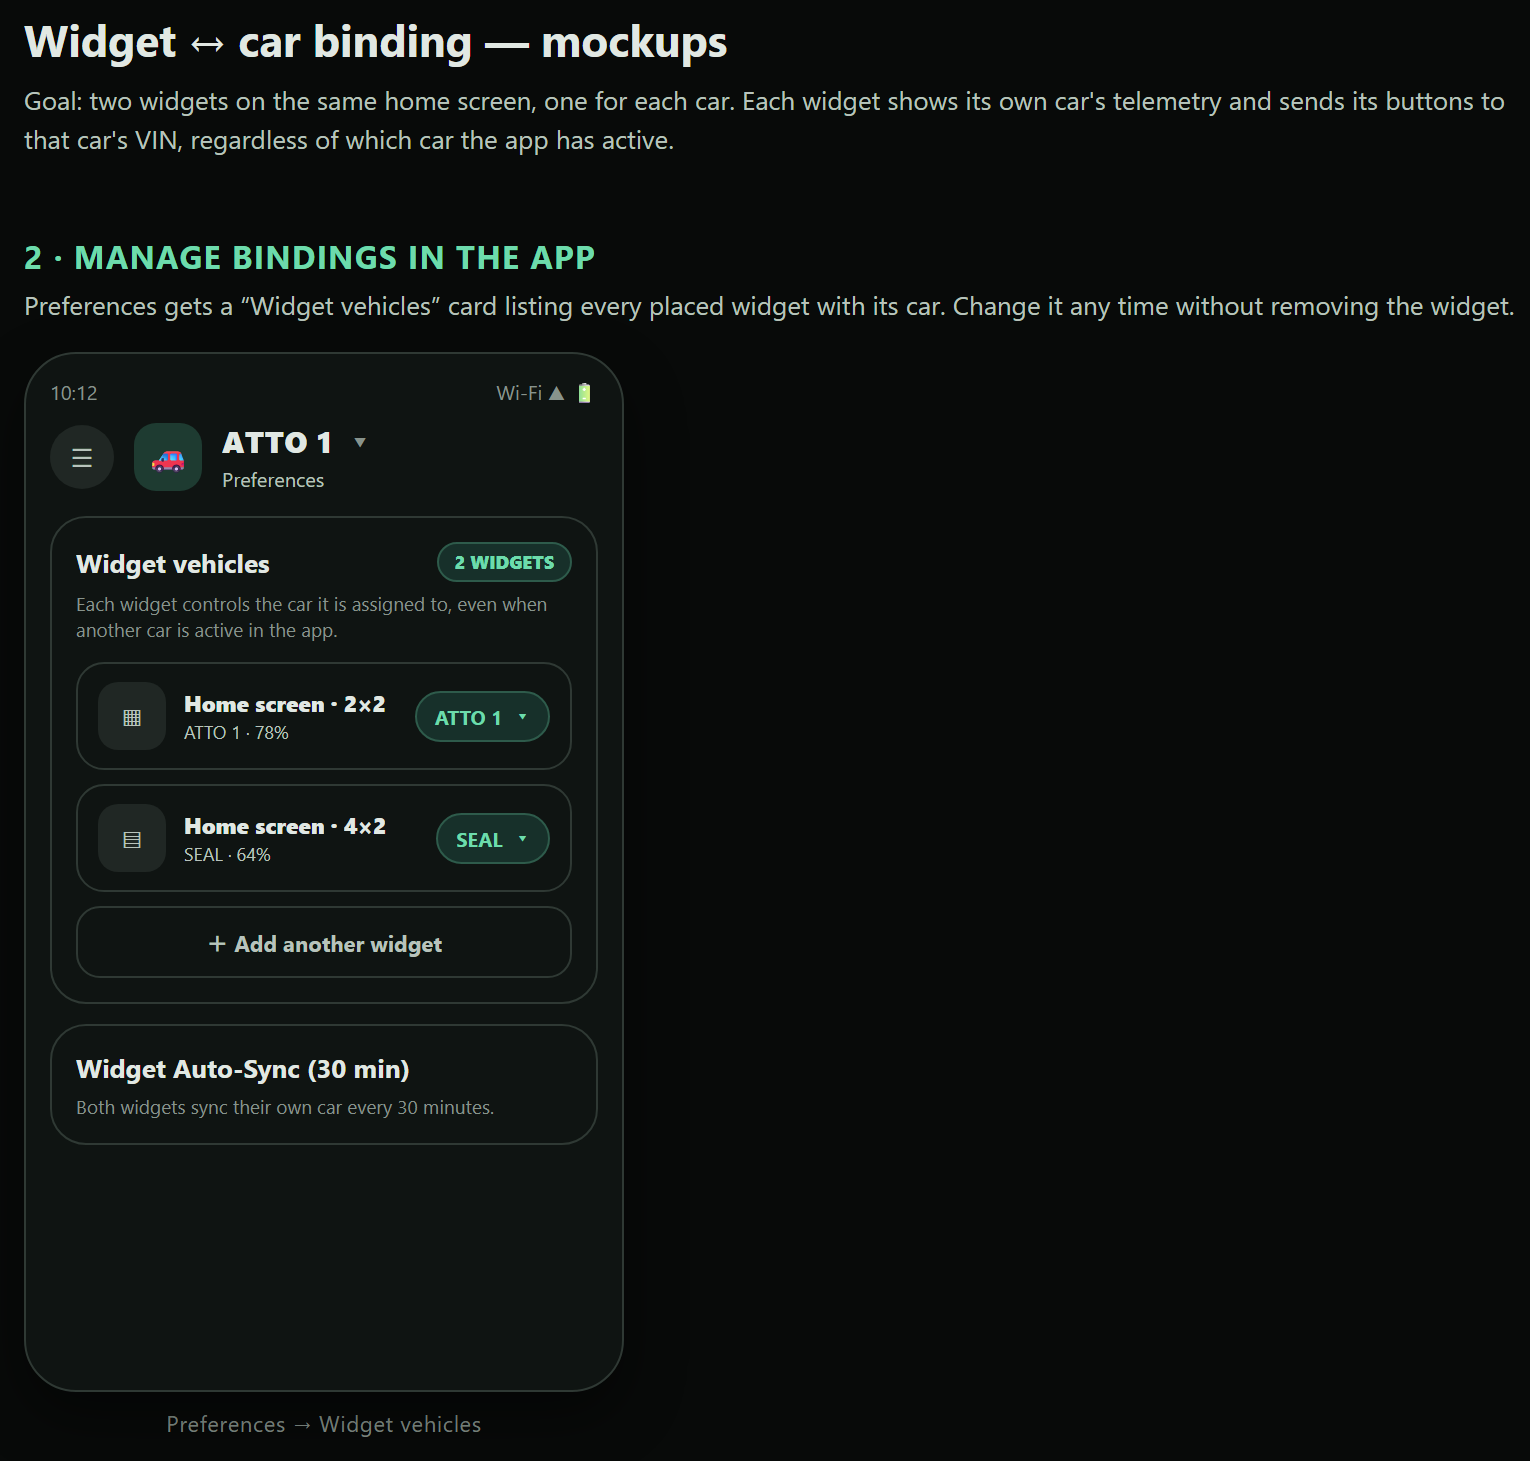 Widget ↔ car binding — mockups
Goal: two widgets on the same home screen, one for each car. Each widget shows its own car's telemetry and sends its buttons to
that car's VIN, regardless of which car the app has active.
2 · MANAGE BINDINGS IN THE APP
Preferences gets a “Widget vehicles” card listing every placed widget with its car. Change it any time without removing the widget.
10:12
Wi-Fi ▲ 🔋
☰
🚗
ATTO 1 ▼
Preferences
Widget vehicles
2 WIDGETS
Each widget controls the car it is assigned to, even when
another car is active in the app.
▦
Home screen · 2×2
ATTO 1 · 78%
ATTO 1 ▾
▤
Home screen · 4×2
SEAL · 64%
SEAL ▾
＋ Add another widget
Widget Auto-Sync (30 min)
Both widgets sync their own car every 30 minutes.
Preferences → Widget vehicles